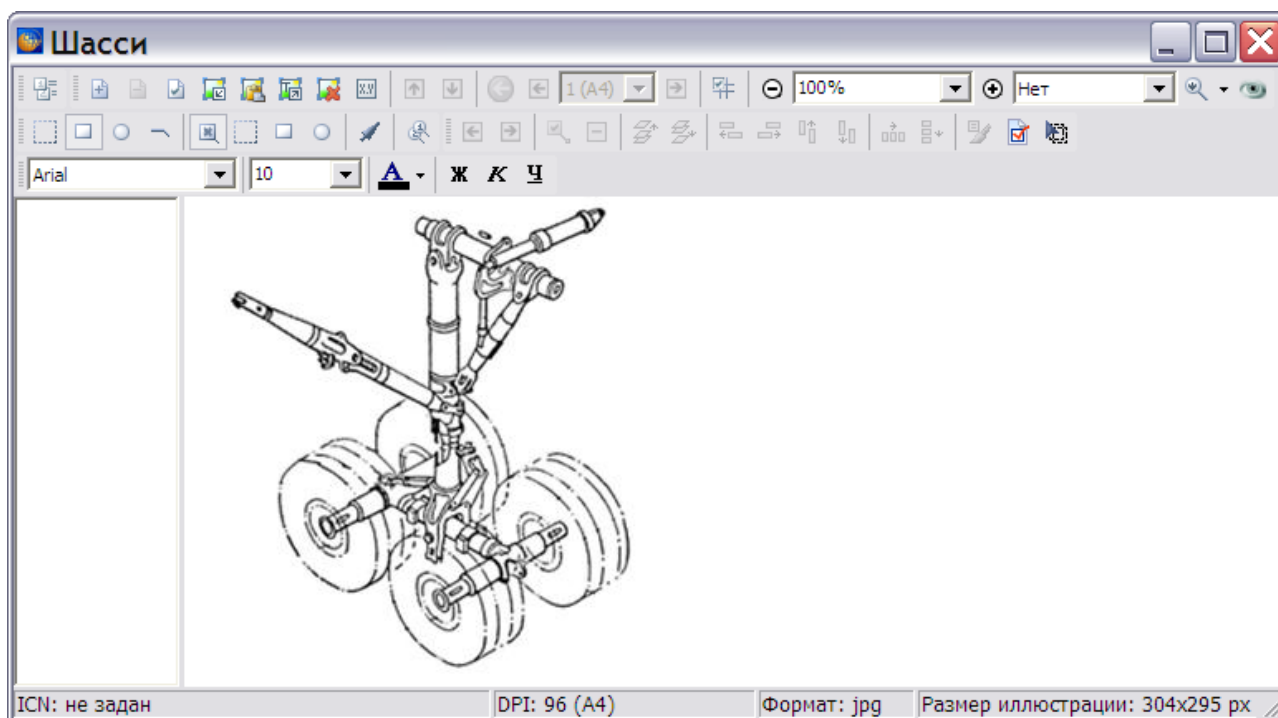 Шасси
X.Y 1 (A4) 100% Нет
Arial 10 А Ж К Ч
ICN: не задан DPI: 96 (A4) Формат: jpg Размер иллюстрации: 304x295 px